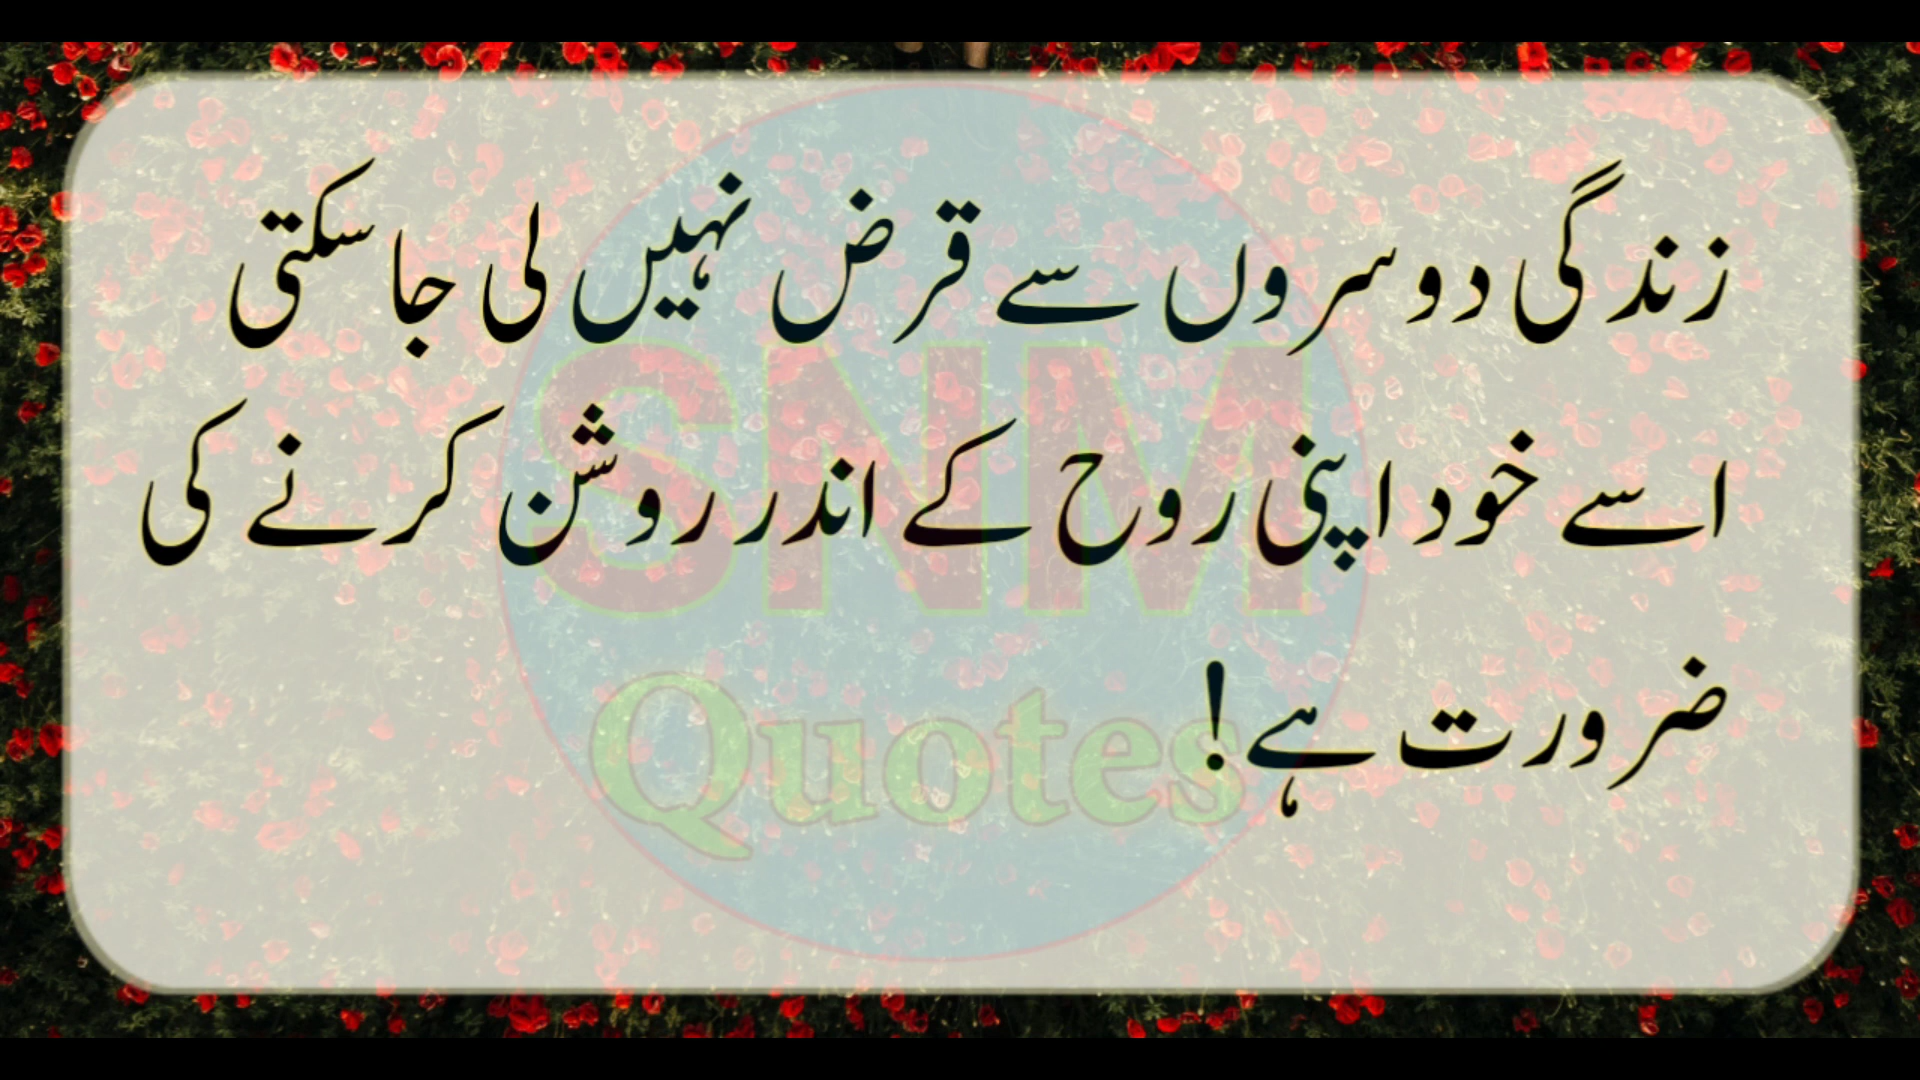 زندگی دوسروں سے قرض نہیں لی جا سکتی
اسے خود اپنی روح کے اندر روشن کرنے کی
ضرورت ہے!
SNM
Quotes